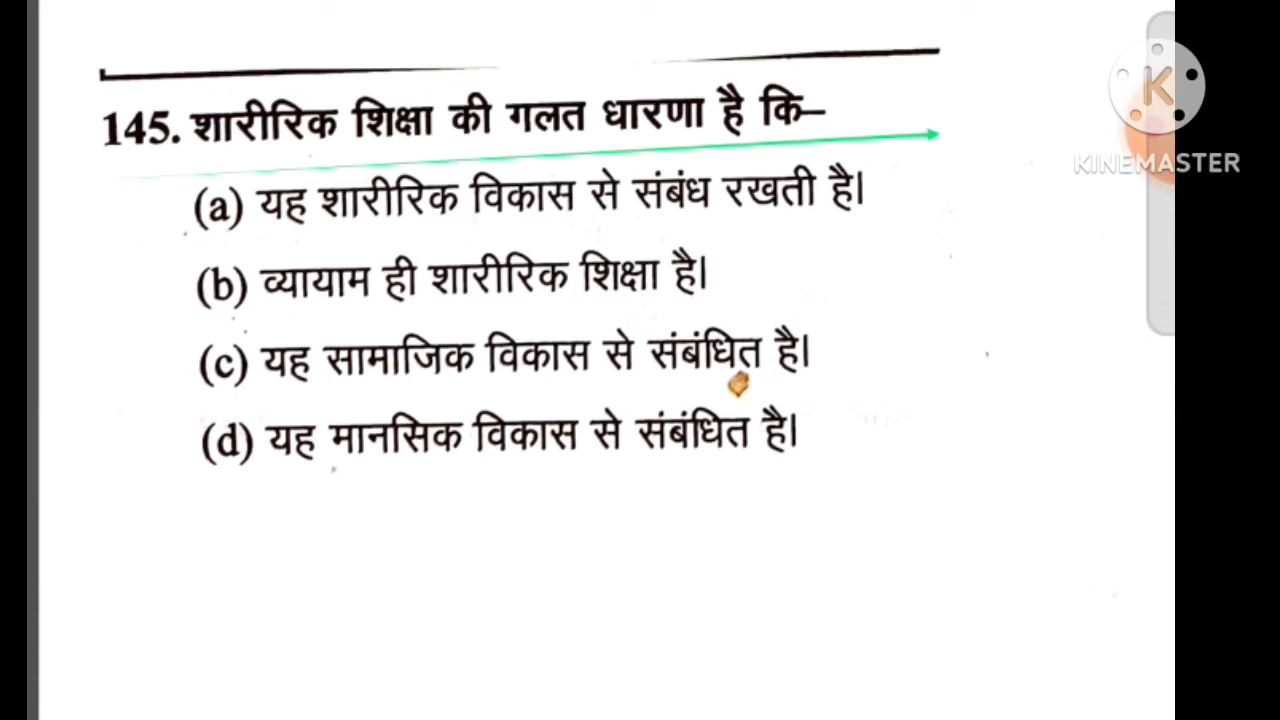 145. शारीरिक शिक्षा की गलत धारणा है कि–
(a) यह शारीरिक विकास से संबंध रखती है।
(b) व्यायाम ही शारीरिक शिक्षा है।
(c) यह सामाजिक विकास से संबंधित है।
(d) यह मानसिक विकास से संबंधित है।
K
KINEMASTER